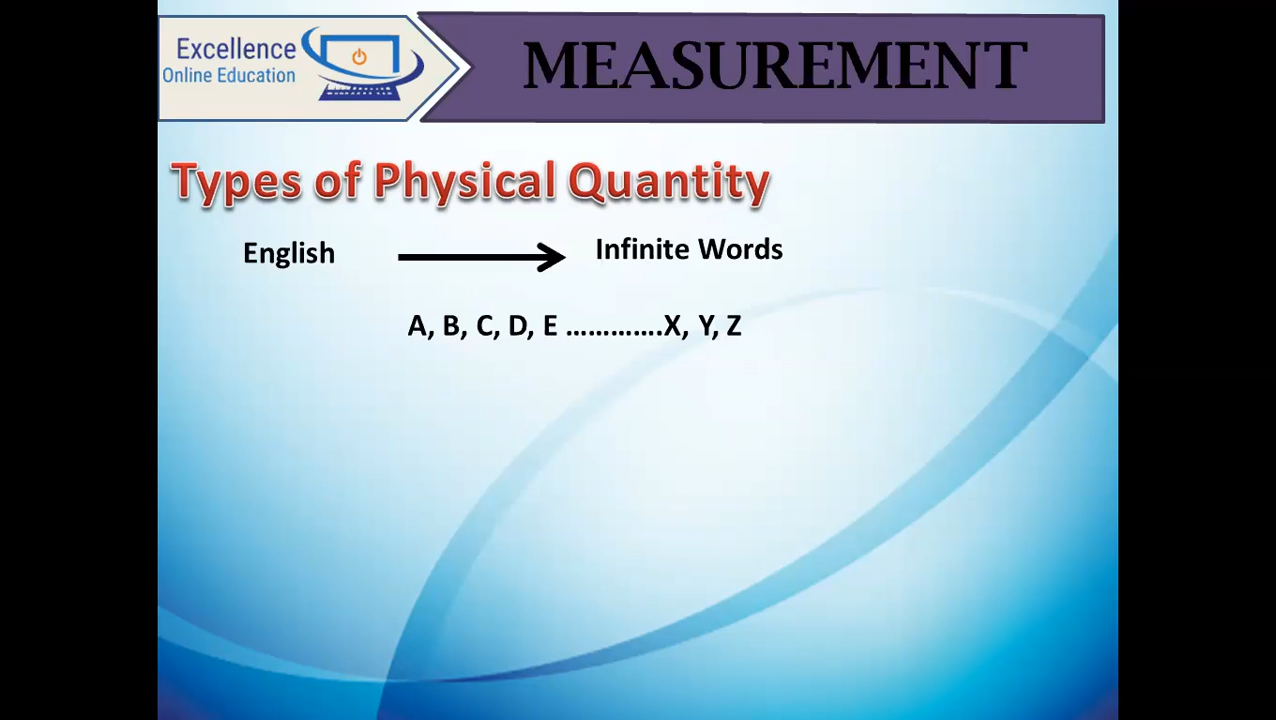 Excellence
Online Education
MEASUREMENT
Types of Physical Quantity
English
Infinite Words
A, B, C, D, E ………….X, Y, Z